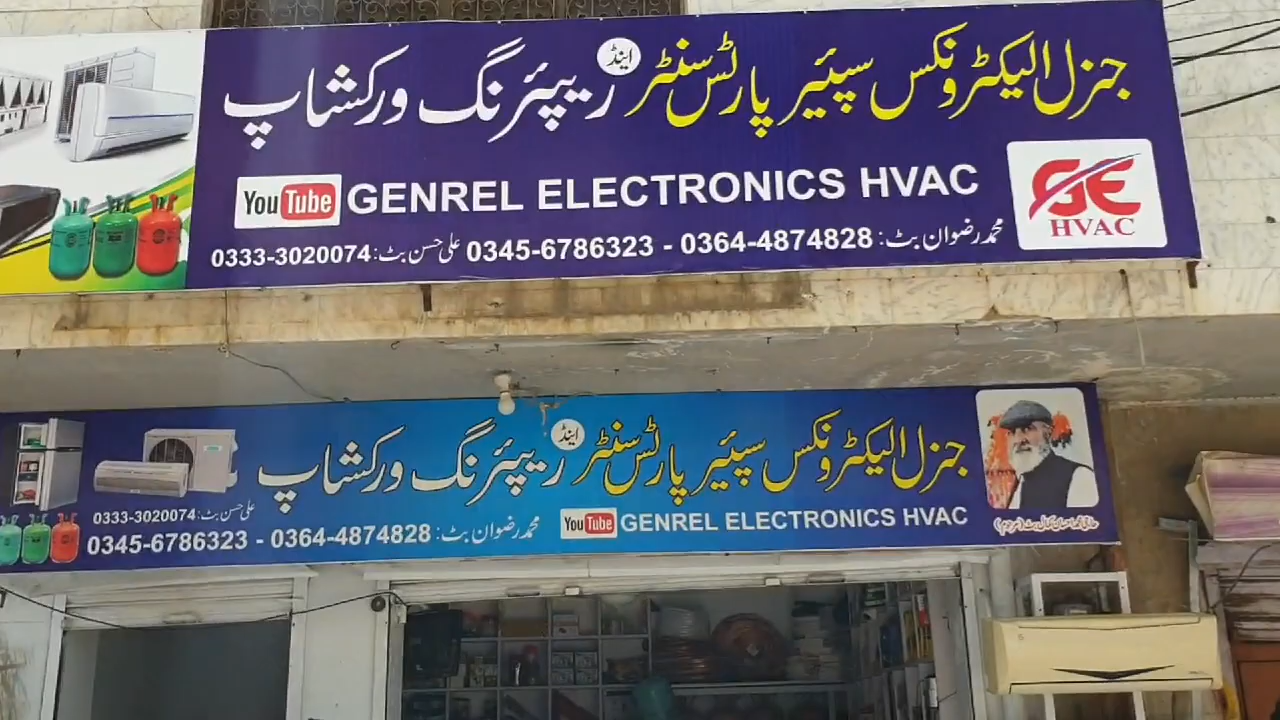 جنرل الیکٹرونکس سپئیر پارٹس سنٹر اینڈ ریپئرنگ ورکشاپ
YouTube GENREL ELECTRONICS HVAC
GE HVAC
محمد رضوان بٹ: 0364-4874828 - 0345-6786323 علی حسن بٹ: 0333-3020074
جنرل الیکٹرونکس سپئیر پارٹس سنٹر اینڈ ریپئرنگ ورکشاپ
علی حسن بٹ: 0333-3020074
YouTube GENREL ELECTRONICS HVAC
محمد رضوان بٹ: 0364-4874828 - 0345-6786323